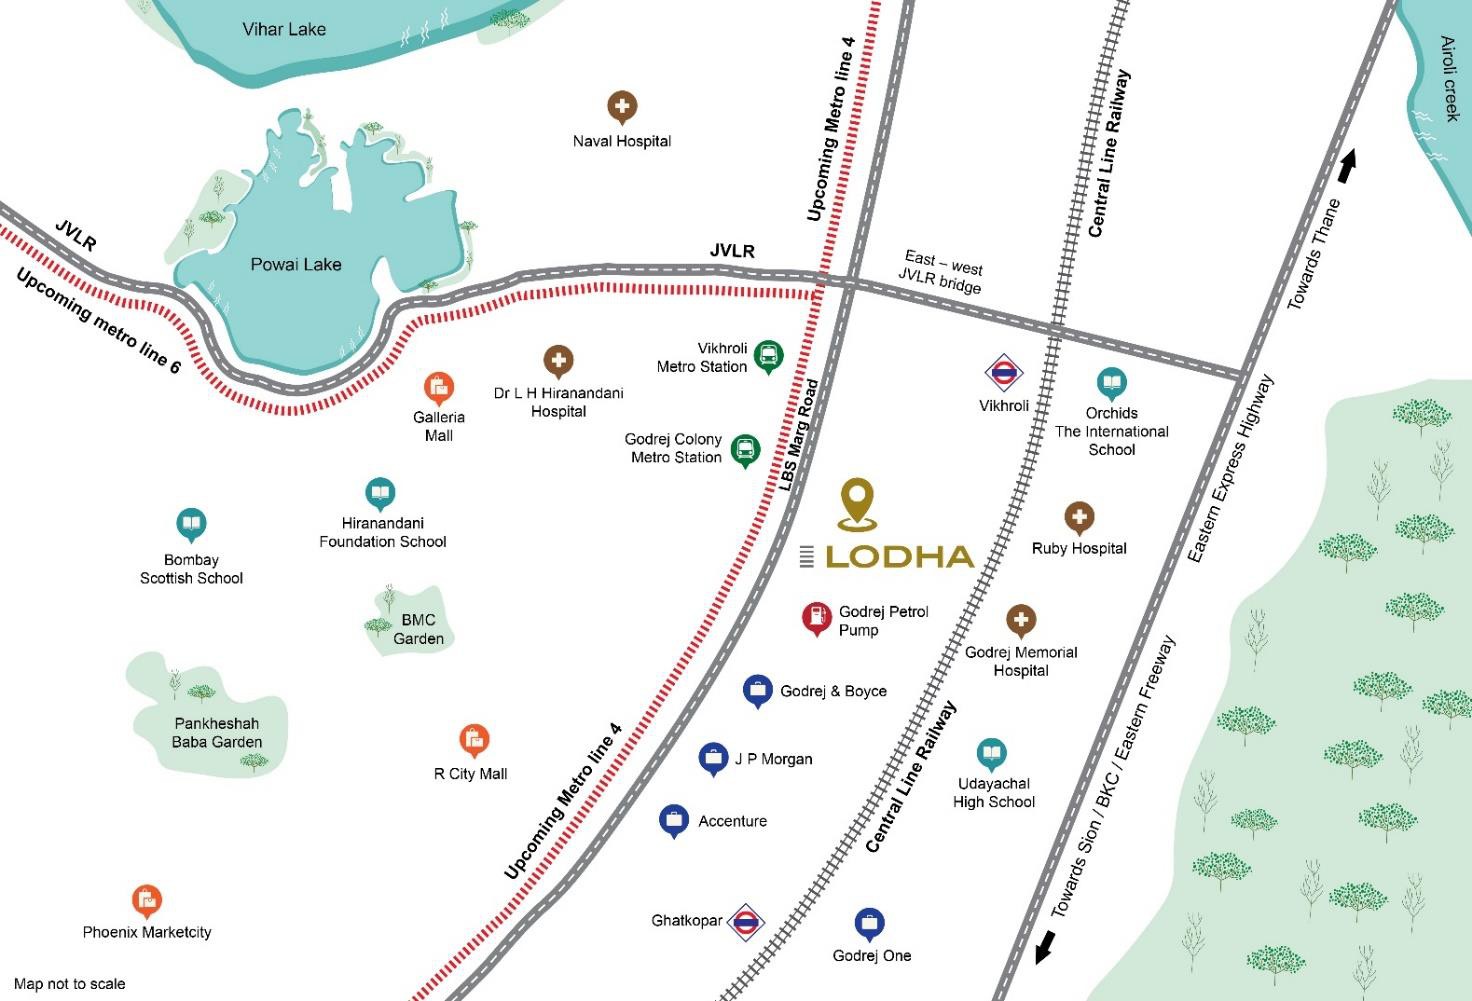 Vihar Lake
Airoli creek
Upcoming Metro line 4
Central Line Railway
Naval Hospital
Towards Thane
JVLR
JVLR
East – west
JVLR bridge
Powai Lake
Upcoming metro line 6
Vikhroli
Metro Station
Galleria
Mall
Dr L H Hiranandani
Hospital
Vikhroli
Orchids
The International
School
LBS Marg Road
Eastern Express Highway
Godrej Colony
Metro Station
Hiranandani
Foundation School
Bombay
Scottish School
LODHA
Ruby Hospital
BMC
Garden
Godrej Petrol
Pump
Godrej Memorial
Hospital
Godrej & Boyce
Pankheshah
Baba Garden
R City Mall
J P Morgan
Upcoming Metro line 4
Central Line Railway
Udayachal
High School
Towards Sion / BKC / Eastern Freeway
Accenture
Phoenix Marketcity
Ghatkopar
Godrej One
Map not to scale